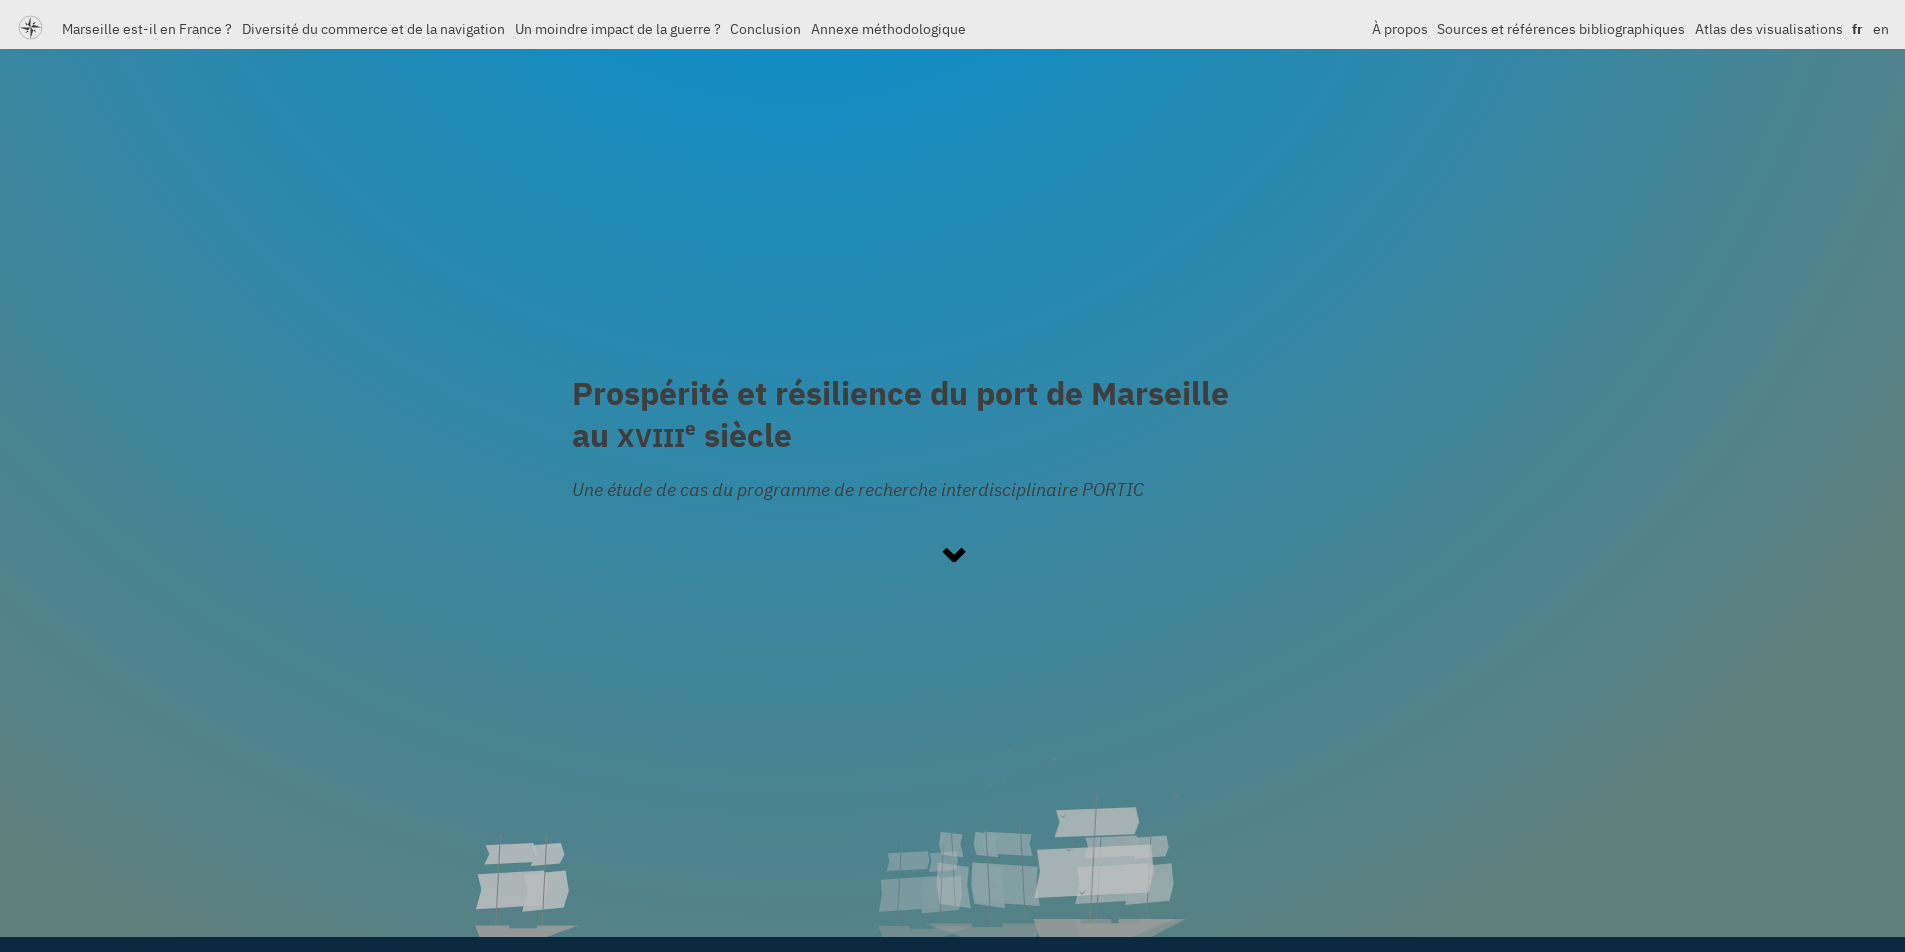 Marseille est-il en France ? Diversité du commerce et de la navigation Un moindre impact de la guerre ? Conclusion Annexe méthodologique À propos Sources et références bibliographiques Atlas des visualisations fr en
Prospérité et résilience du port de Marseille
au XVIIIe siècle
Une étude de cas du programme de recherche interdisciplinaire PORTIC